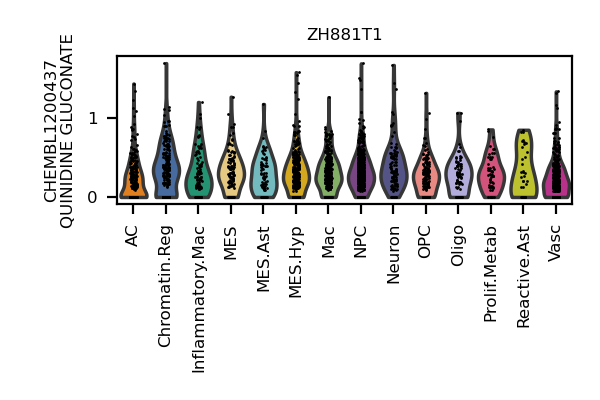 ZH881T1
CHEMBL1200437
QUINIDINE GLUCONATE
1
0
AC
Chromatin.Reg
Inflammatory.Mac
MES
MES.Ast
MES.Hyp
Mac
NPC
Neuron
OPC
Oligo
Prolif.Metab
Reactive.Ast
Vasc